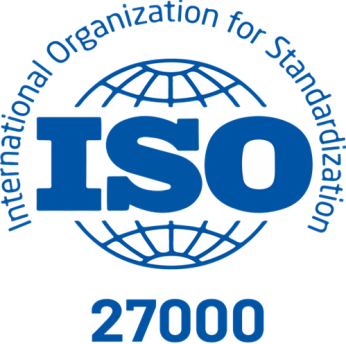 International Organization for Standardization
ISO
27000